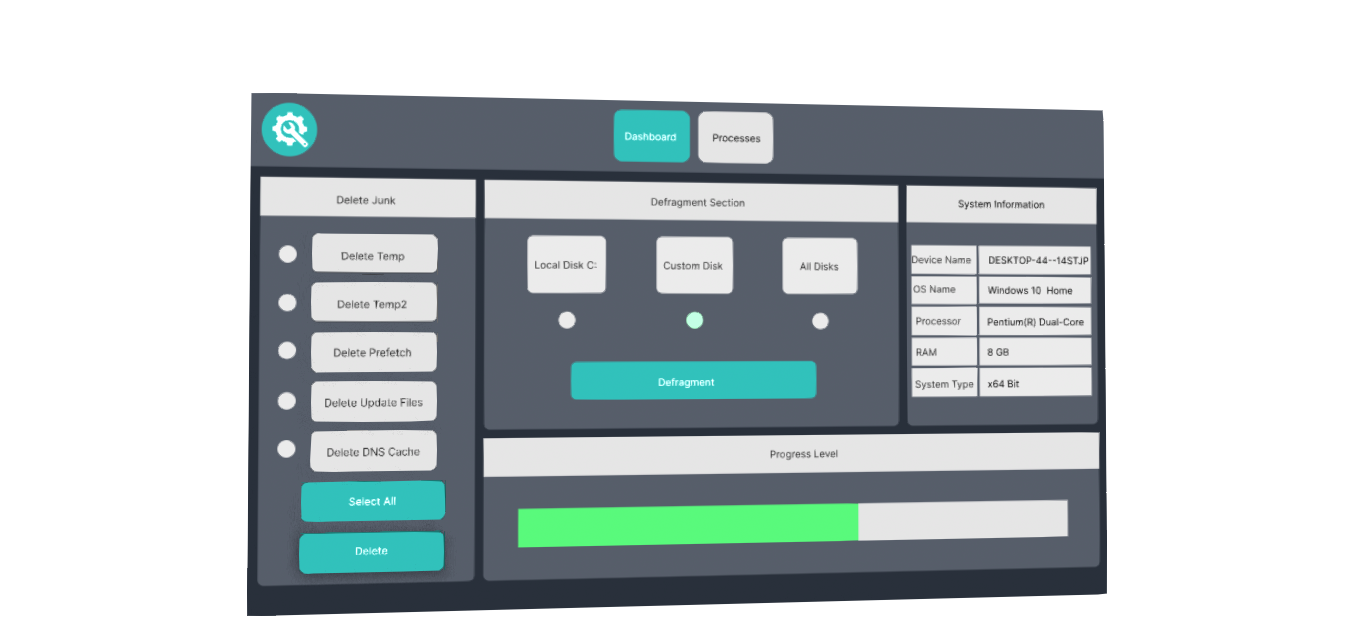 Dashboard
Processes
Delete Junk
Delete Temp
Delete Temp2
Delete Prefetch
Delete Update Files
Delete DNS Cache
Select All
Delete
Defragment Section
Local Disk C:
Custom Disk
All Disks
Defragment
System Information
Device Name DESKTOP-44--14STJP
OS Name Windows 10 Home
Processor Pentium(R) Dual-Core
RAM 8 GB
System Type x64 Bit
Progress Level